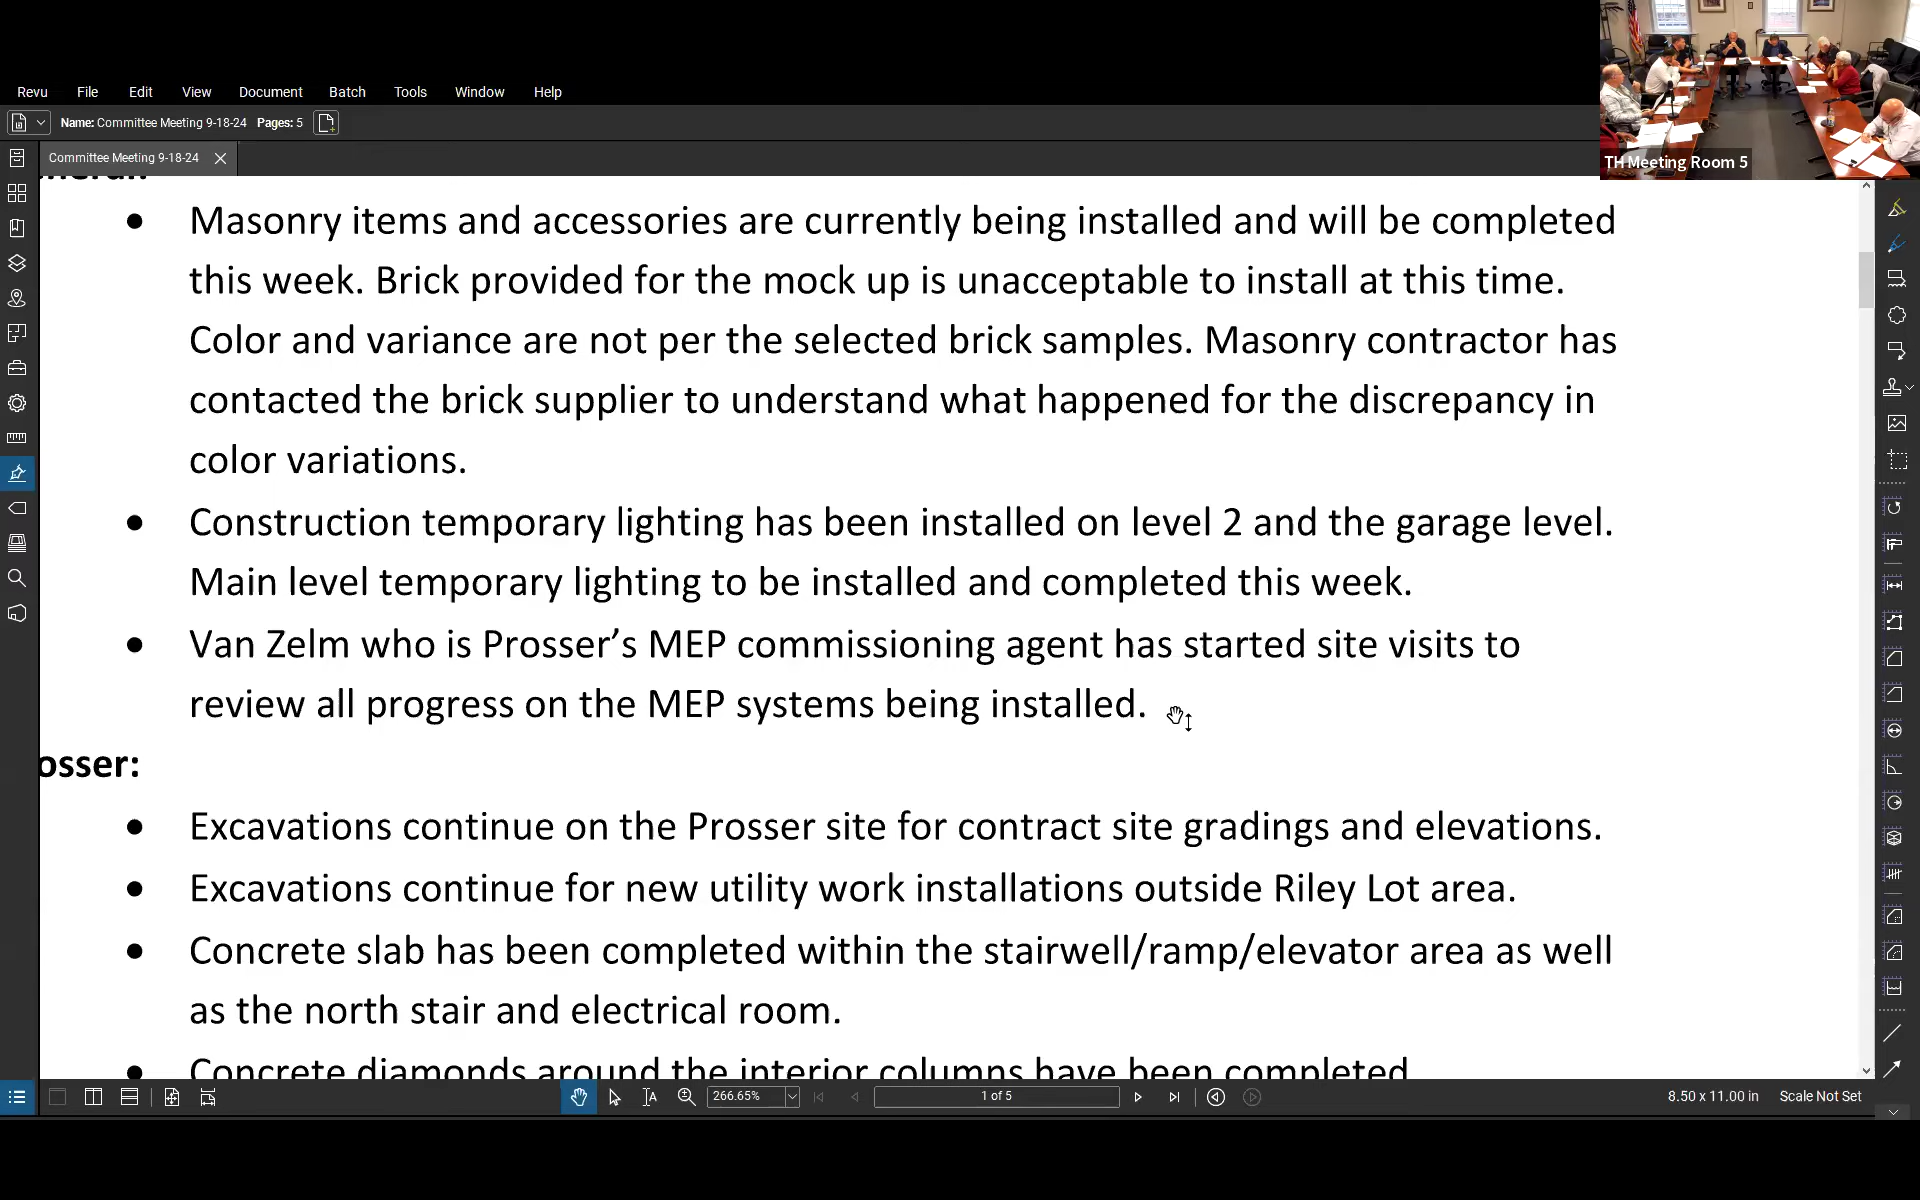 Revu File Edit View Document Batch Tools Window Help
Name: Committee Meeting 9-18-24 Pages: 5
Committee Meeting 9-18-24
TH Meeting Room 5
• Masonry items and accessories are currently being installed and will be completed
this week. Brick provided for the mock up is unacceptable to install at this time.
Color and variance are not per the selected brick samples. Masonry contractor has
contacted the brick supplier to understand what happened for the discrepancy in
color variations.
• Construction temporary lighting has been installed on level 2 and the garage level.
Main level temporary lighting to be installed and completed this week.
• Van Zelm who is Prosser’s MEP commissioning agent has started site visits to
review all progress on the MEP systems being installed.
osser:
• Excavations continue on the Prosser site for contract site gradings and elevations.
• Excavations continue for new utility work installations outside Riley Lot area.
• Concrete slab has been completed within the stairwell/ramp/elevator area as well
as the north stair and electrical room.
• Concrete diamonds around the interior columns have been completed
266.65% 1 of 5 8.50 x 11.00 in Scale Not Set